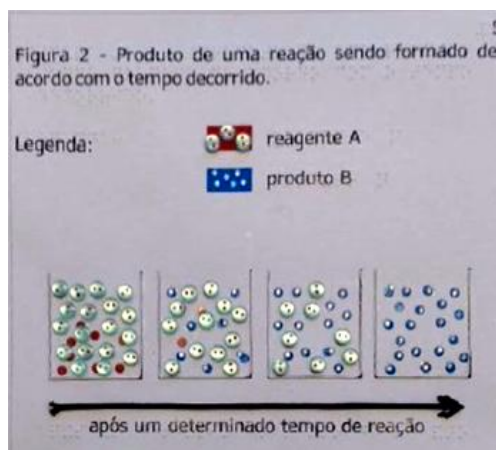 Figura 2 - Produto de uma reação sendo formado de
acordo com o tempo decorrido.
Legenda:
reagente A
produto B
após um determinado tempo de reação